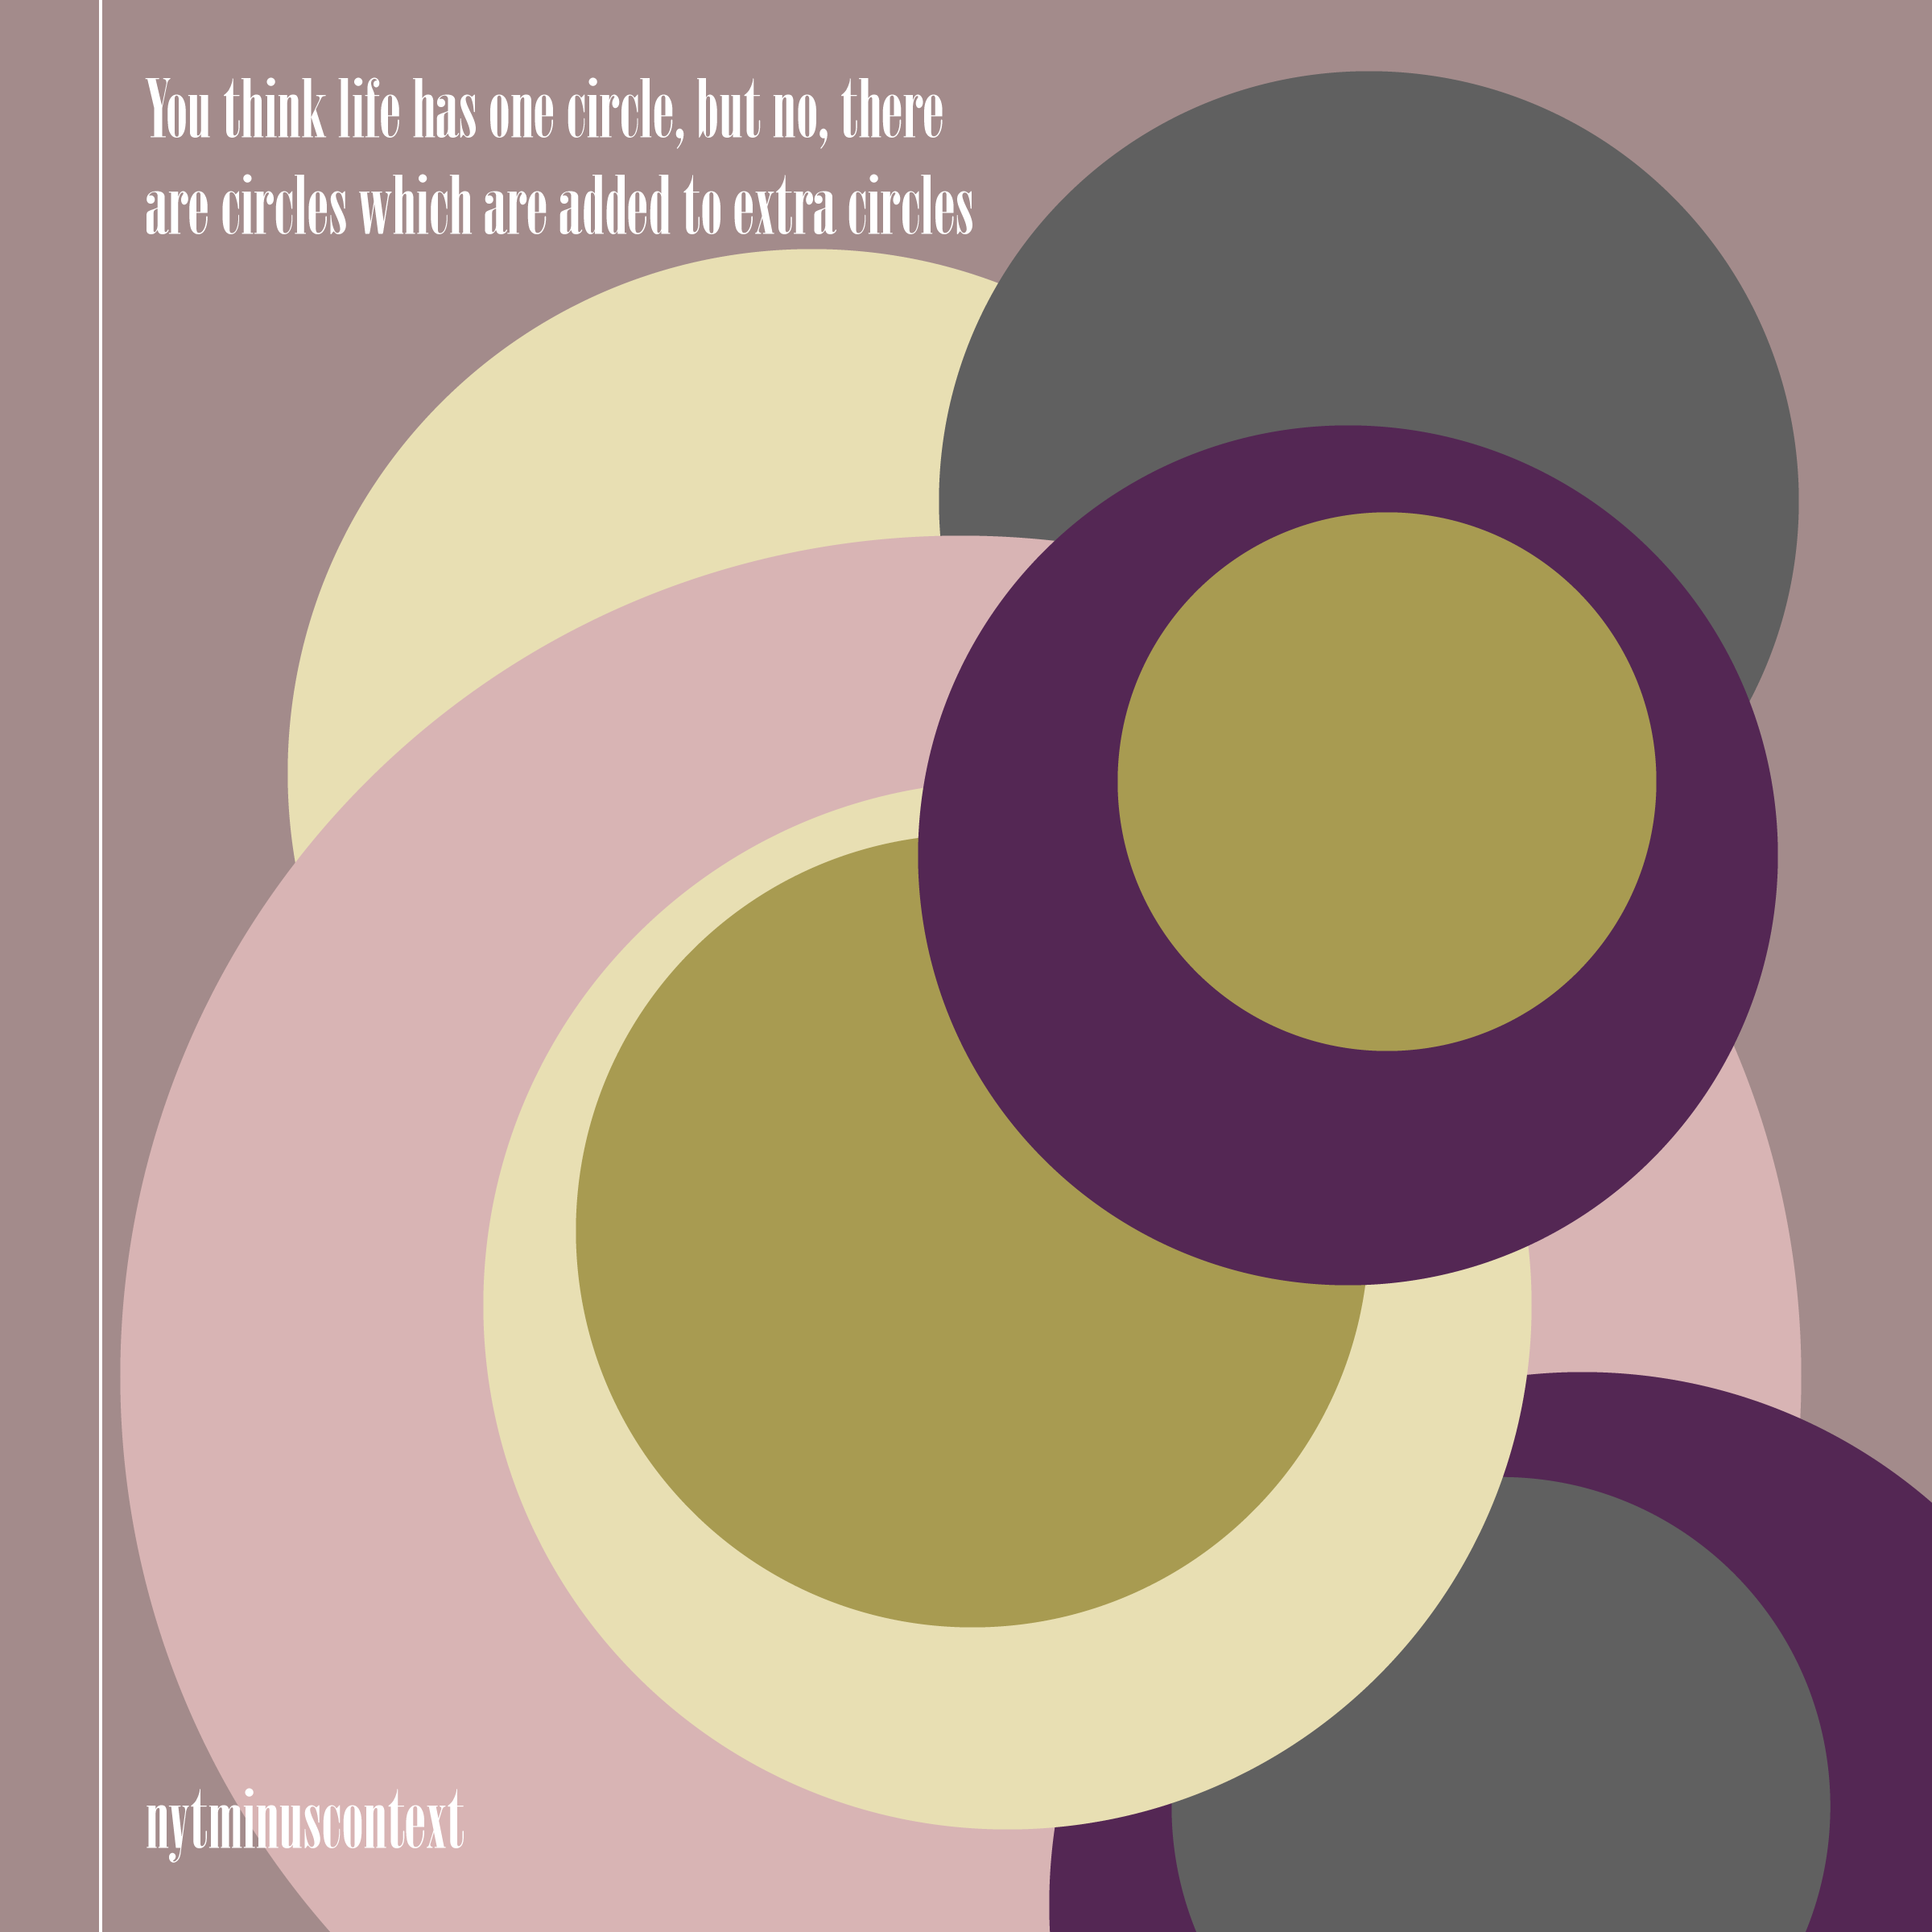 You think life has one circle, but no, there
are circles which are added to extra circles
nytminuscontext